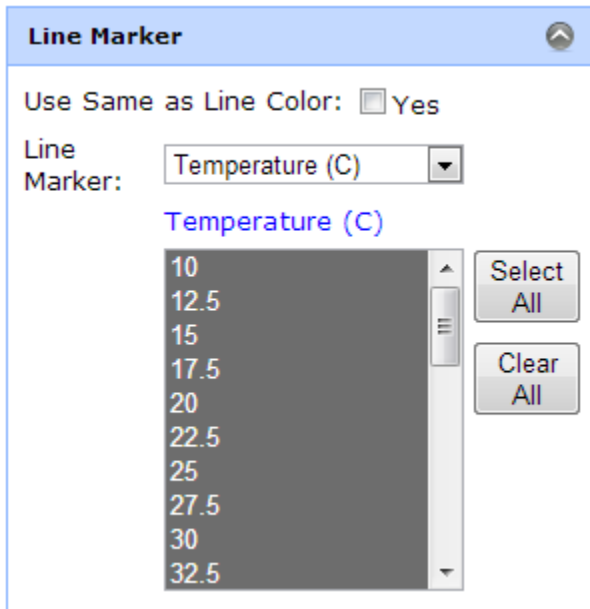 Line Marker
Use Same as Line Color: Yes
Line
Marker:
Temperature (C)
Temperature (C)
10
12.5
15
17.5
20
22.5
25
27.5
30
32.5
Select
All
Clear
All